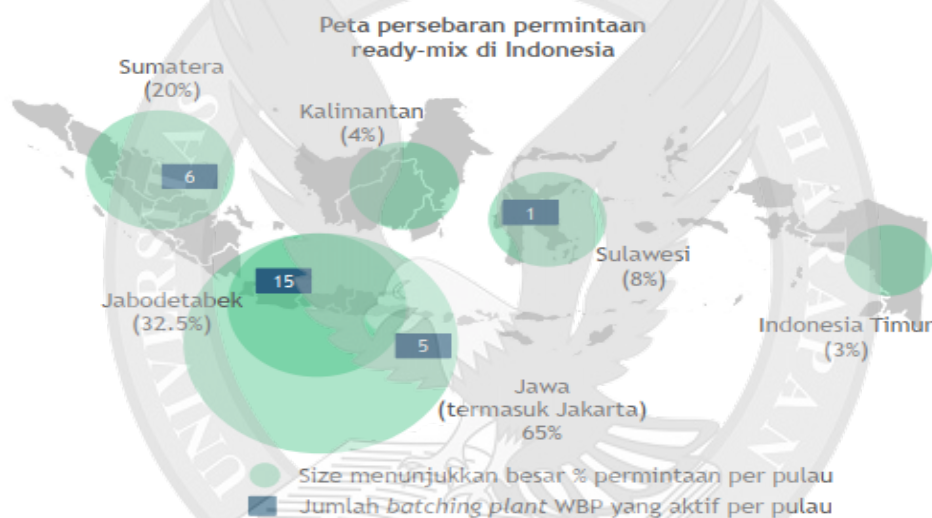 Peta persebaran permintaan
ready-mix di Indonesia
Sumatera
(20%)
Kalimantan
(4%)
6
1
Sulawesi
(8%)
15
Jabodetabek
(32.5%)
5
Indonesia Timur
(3%)
Jawa
(termasuk Jakarta)
65%
Size menunjukkan besar % permintaan per pulau
Jumlah batching plant WBP yang aktif per pulau
UNIVERSITAS
HARAPAN